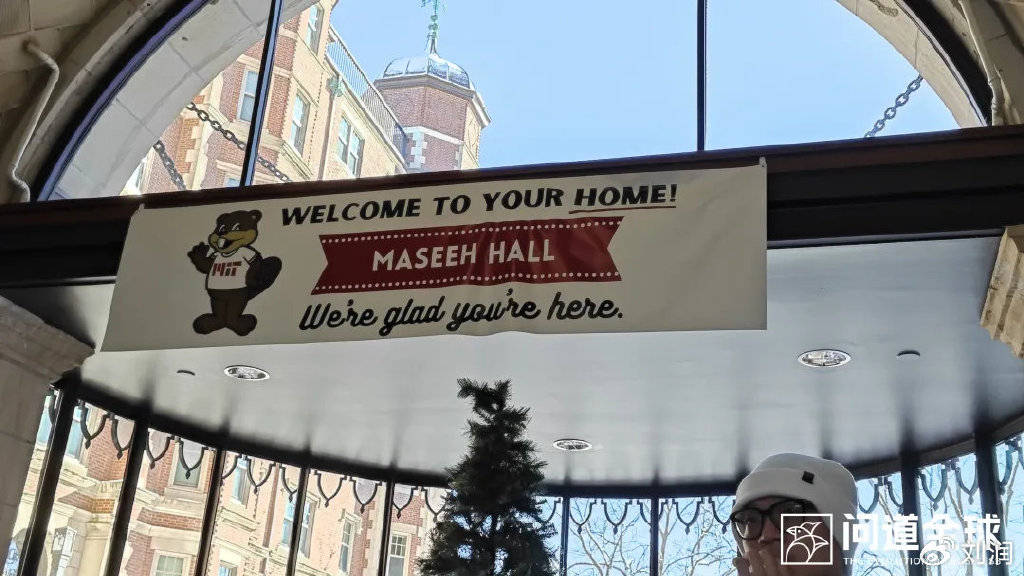 WELCOME TO YOUR HOME!
MASEEH HALL
MIT
We're glad you're here.
问道全球
刘润